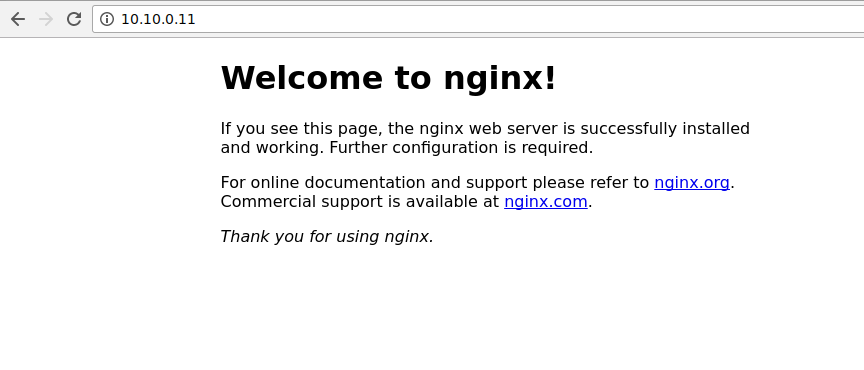 10.10.0.11
Welcome to nginx!
If you see this page, the nginx web server is successfully installed
and working. Further configuration is required.
For online documentation and support please refer to nginx.org.
Commercial support is available at nginx.com.
Thank you for using nginx.